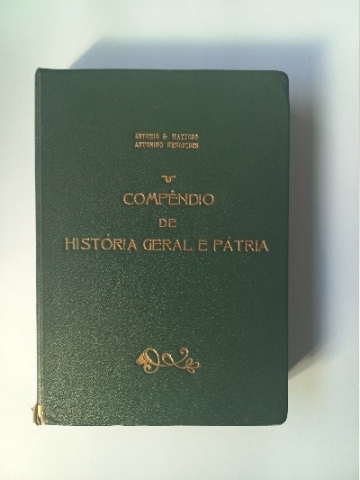 ANTONIO G. MATTOSO
ANTONINO HENRIQUES
COMPÊNDIO
DE
HISTÓRIA GERAL E PÁTRIA